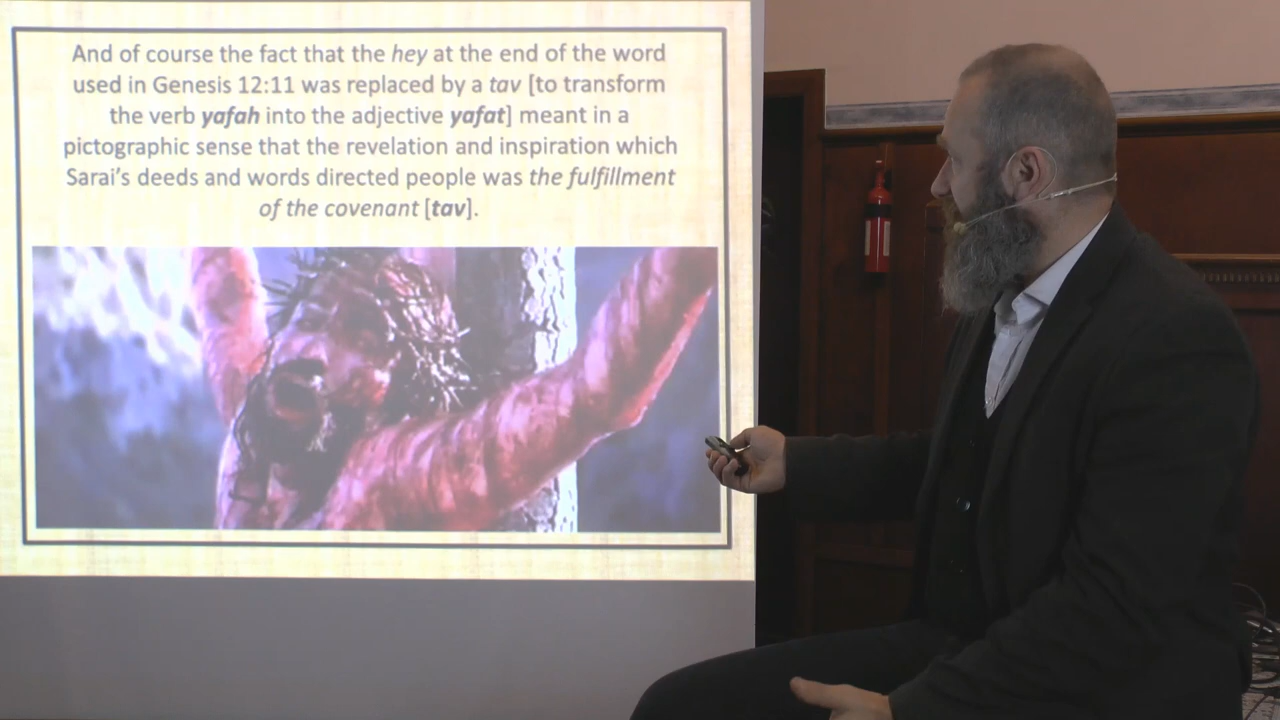 And of course the fact that the hey at the end of the word
used in Genesis 12:11 was replaced by a tav [to transform
the verb yafah into the adjective yafat] meant in a
pictographic sense that the revelation and inspiration which
Sarai’s deeds and words directed people was the fulfillment
of the covenant [tav].